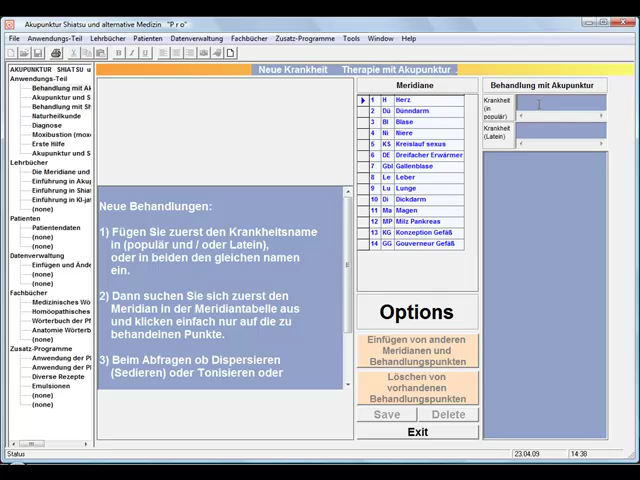 Akupunktur Shiatsu und alternative Medizin "P r o"
File Anwendungs-Teil Lehrbücher Patienten Datenverwaltung Fachbücher Zusatz-Programme Tools Window Help
B I U
AKUPUNKTUR SHIATSU u
Anwendungs-Teil
Behandlung mit Ak
Akupunktur und S
Behandlung mit Sh
Naturheilkunde
Diagnose
Moxibustion (mox
Erste Hilfe
Akupunktur und S
Lehrbücher
Die Meridiane und
Einführung in Akup
Einführung in Shiat
Einführung in KI-jat
(none)
Patienten
Patientendaten
(none)
(none)
Datenverwaltung
Einfügen und Ände
(none)
(none)
Fachbücher
Medizinisches Wö
Homöopathisches
Wörterbuch der Pf
Anatomie Wörterb
(none)
Zusatz-Programme
Anwendung der Pf
Anwendung der Pf
Diverse Rezepte
Emulsionen
(none)
(none)
Neue Krankheit Therapie mit Akupunktur
Neue Behandlungen:
1) Fügen Sie zuerst den Krankheitsname
in (populär und / oder Latein),
oder in beiden den gleichen namen
ein.
2) Dann suchen Sie sich zuerst den
Meridian in der Meridiantabelle aus
und klicken einfach nur auf die zu
behandelnen Punkte.
3) Beim Abfragen ob Dispersieren
(Sedieren) oder Tonisieren oder
Meridiane
1 H Herz
2 Dü Dünndarm
3 Bl Blase
4 Ni Niere
5 KS Kreislauf sexus
6 DE Dreifacher Erwärmer
7 Gbl Gallenblase
8 Le Leber
9 Lu Lunge
10 Di Dickdarm
11 Ma Magen
12 MP Milz Pankreas
13 KG Konzeption Gefäß
14 GG Gouverneur Gefäß
Options
Einfügen von anderen
Meridianen und
Behandlungspunkten
Löschen von
vorhandenen
Behandlungspunkten
Save Delete
Exit
Behandlung mit Akupunktur
Krankheit
(in
populär)
Krankheit
(Latein)
Status 23.04.09 14:38